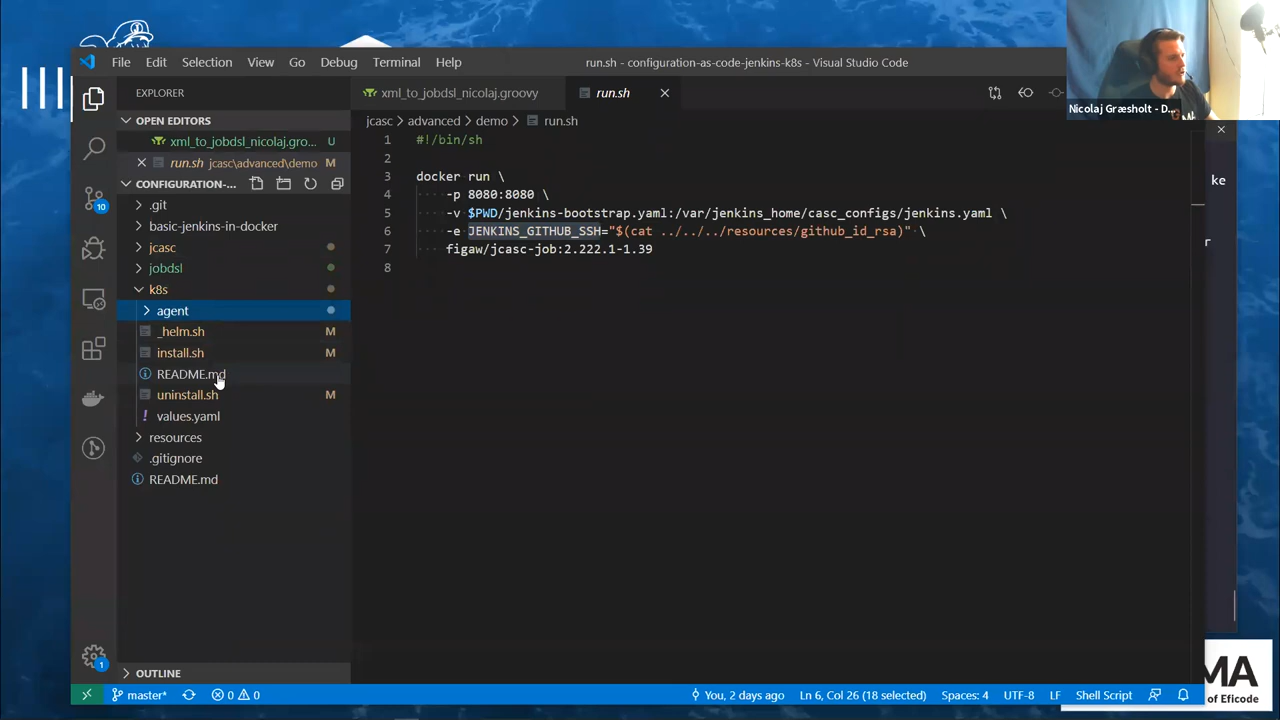 File Edit Selection View Go Debug Terminal Help
run.sh - configuration-as-code-jenkins-k8s - Visual Studio Code
Nicolaj Græsholt - D...
EXPLORER
OPEN EDITORS
xml_to_jobdsl_nicolaj.gro... U
run.sh jcasc\advanced\demo M
CONFIGURATION-...
.git
basic-jenkins-in-docker
jcasc
jobdsl
k8s
agent
_helm.sh M
install.sh M
README.md
uninstall.sh M
values.yaml
resources
.gitignore
README.md
OUTLINE
10
1
xml_to_jobdsl_nicolaj.groovy
run.sh
jcasc > advanced > demo > run.sh
1 #!/bin/sh
2
3 docker run \
4 -p 8080:8080 \
5 -v $PWD/jenkins-bootstrap.yaml:/var/jenkins_home/casc_configs/jenkins.yaml \
6 -e JENKINS_GITHUB_SSH="$(cat ../../../resources/github_id_rsa)" \
7 figaw/jcasc-job:2.222.1-1.39
8
ke
r
master* 0 0 You, 2 days ago Ln 6, Col 26 (18 selected) Spaces: 4 UTF-8 LF Shell Script
MA
of Eficode